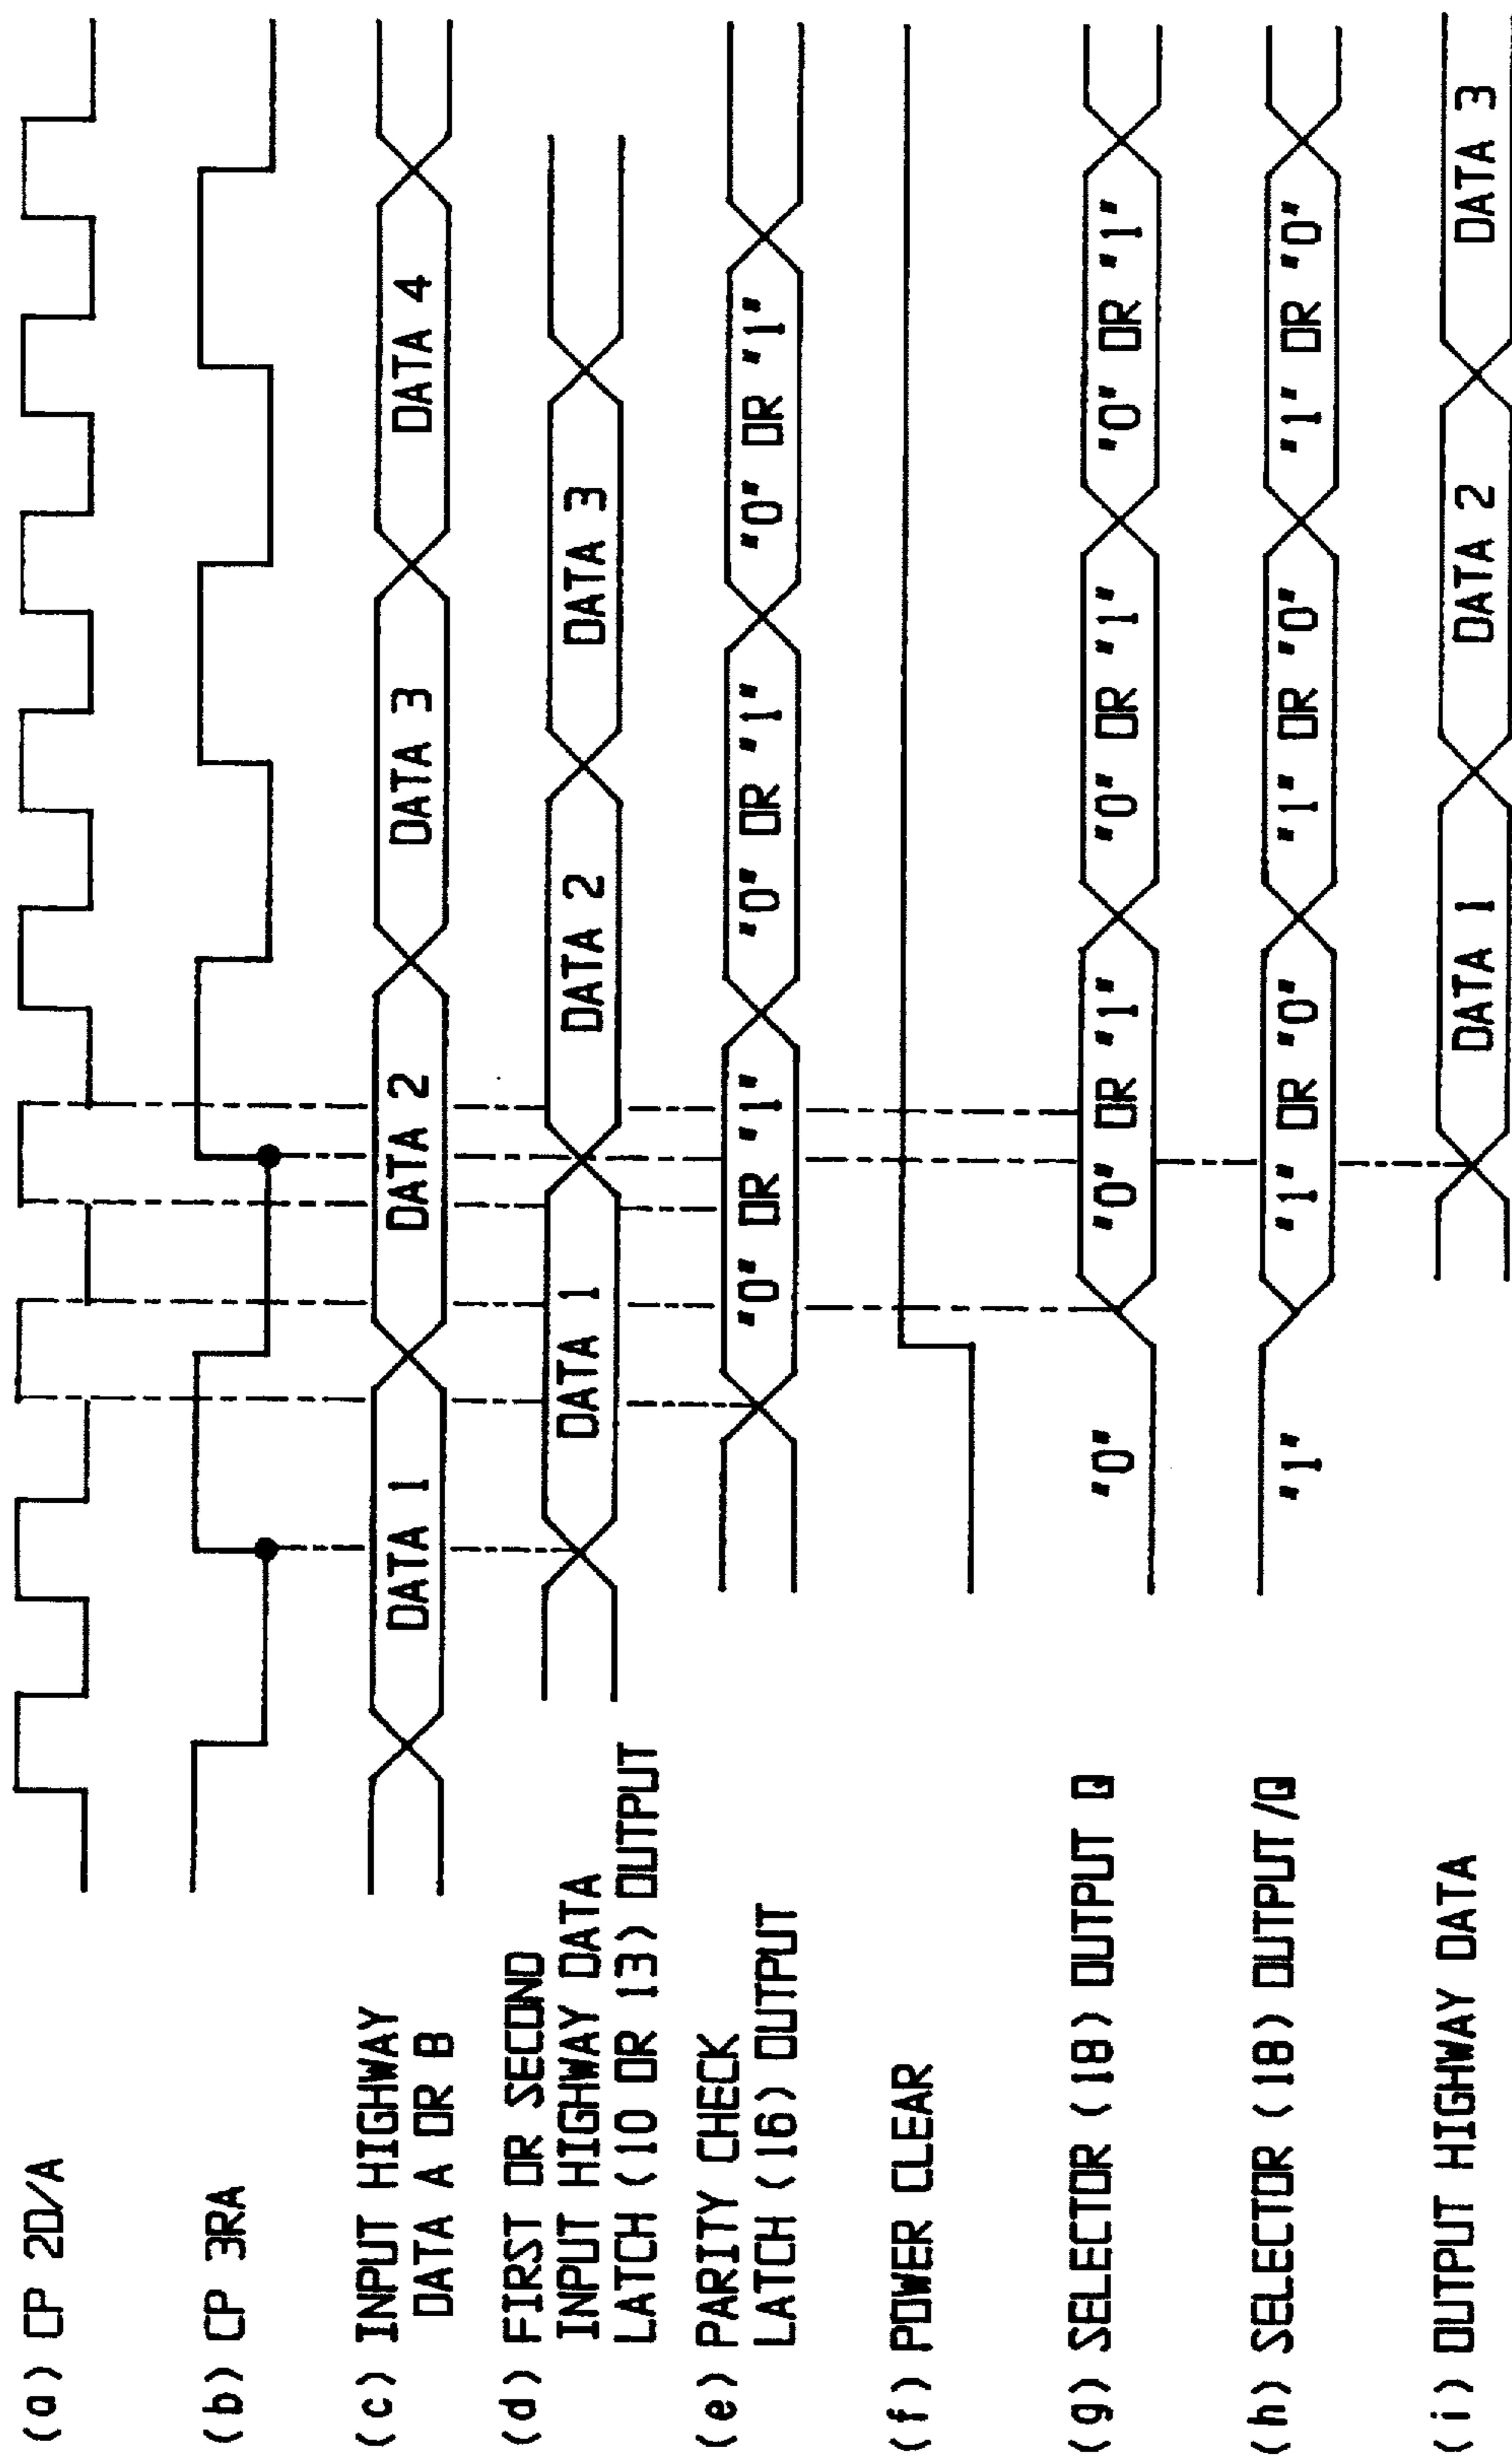 (a) CP 2D/A
(b) CP 3RA
(c) INPUT HIGHWAY
DATA A OR B
DATA 1 DATA 2 DATA 3 DATA 4
(d) FIRST OR SECOND
INPUT HIGHWAY DATA
LATCH (10 OR 13) OUTPUT
DATA 1 DATA 2 DATA 3
(e) PARITY CHECK
LATCH (16) OUTPUT
"0" OR "1" "0" OR "1" "0" OR "1"
(f) POWER CLEAR
(g) SELECTOR (18) OUTPUT Q
"0" "0" OR "1" "0" OR "1" "0" OR "1"
(h) SELECTOR (18) OUTPUT/Q
"1" "1" OR "0" "1" OR "0" "1" OR "0"
(i) OUTPUT HIGHWAY DATA
DATA 1 DATA 2 DATA 3